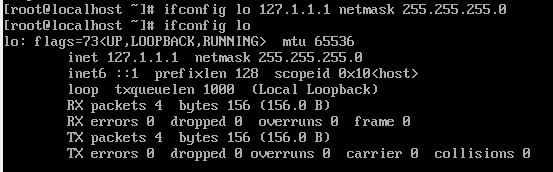 [root@localhost ~]# ifconfig lo 127.1.1.1 netmask 255.255.255.0
[root@localhost ~]# ifconfig lo
lo: flags=73<UP,LOOPBACK,RUNNING>  mtu 65536
        inet 127.1.1.1  netmask 255.255.255.0
        inet6 ::1  prefixlen 128  scopeid 0x10<host>
        loop  txqueuelen 1000  (Local Loopback)
        RX packets 4  bytes 156 (156.0 B)
        RX errors 0  dropped 0  overruns 0  frame 0
        TX packets 4  bytes 156 (156.0 B)
        TX errors 0  dropped 0 overruns 0  carrier 0  collisions 0